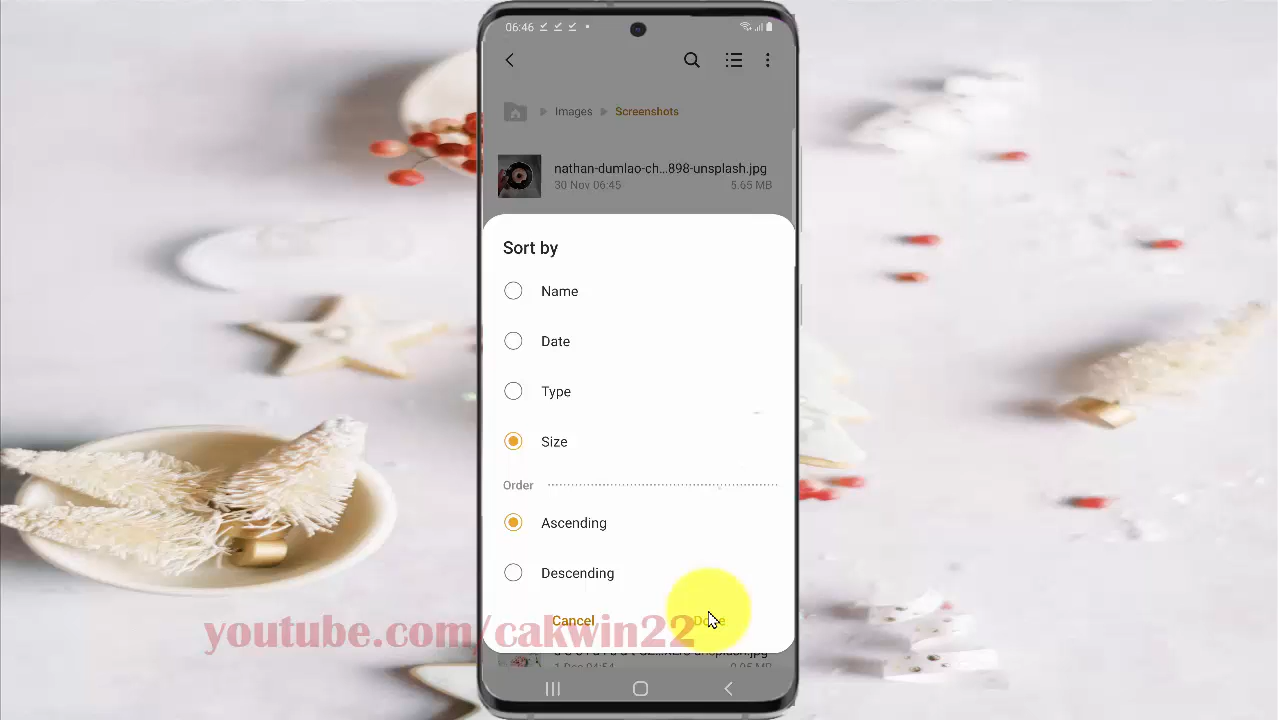 06:46
Images Screenshots
nathan-dumlao-ch...898-unsplash.jpg
30 Nov 06:45 5.65 MB
Sort by
Name
Date
Type
Size
Order
Ascending
Descending
Cancel Done
youtube.com/cakwin22